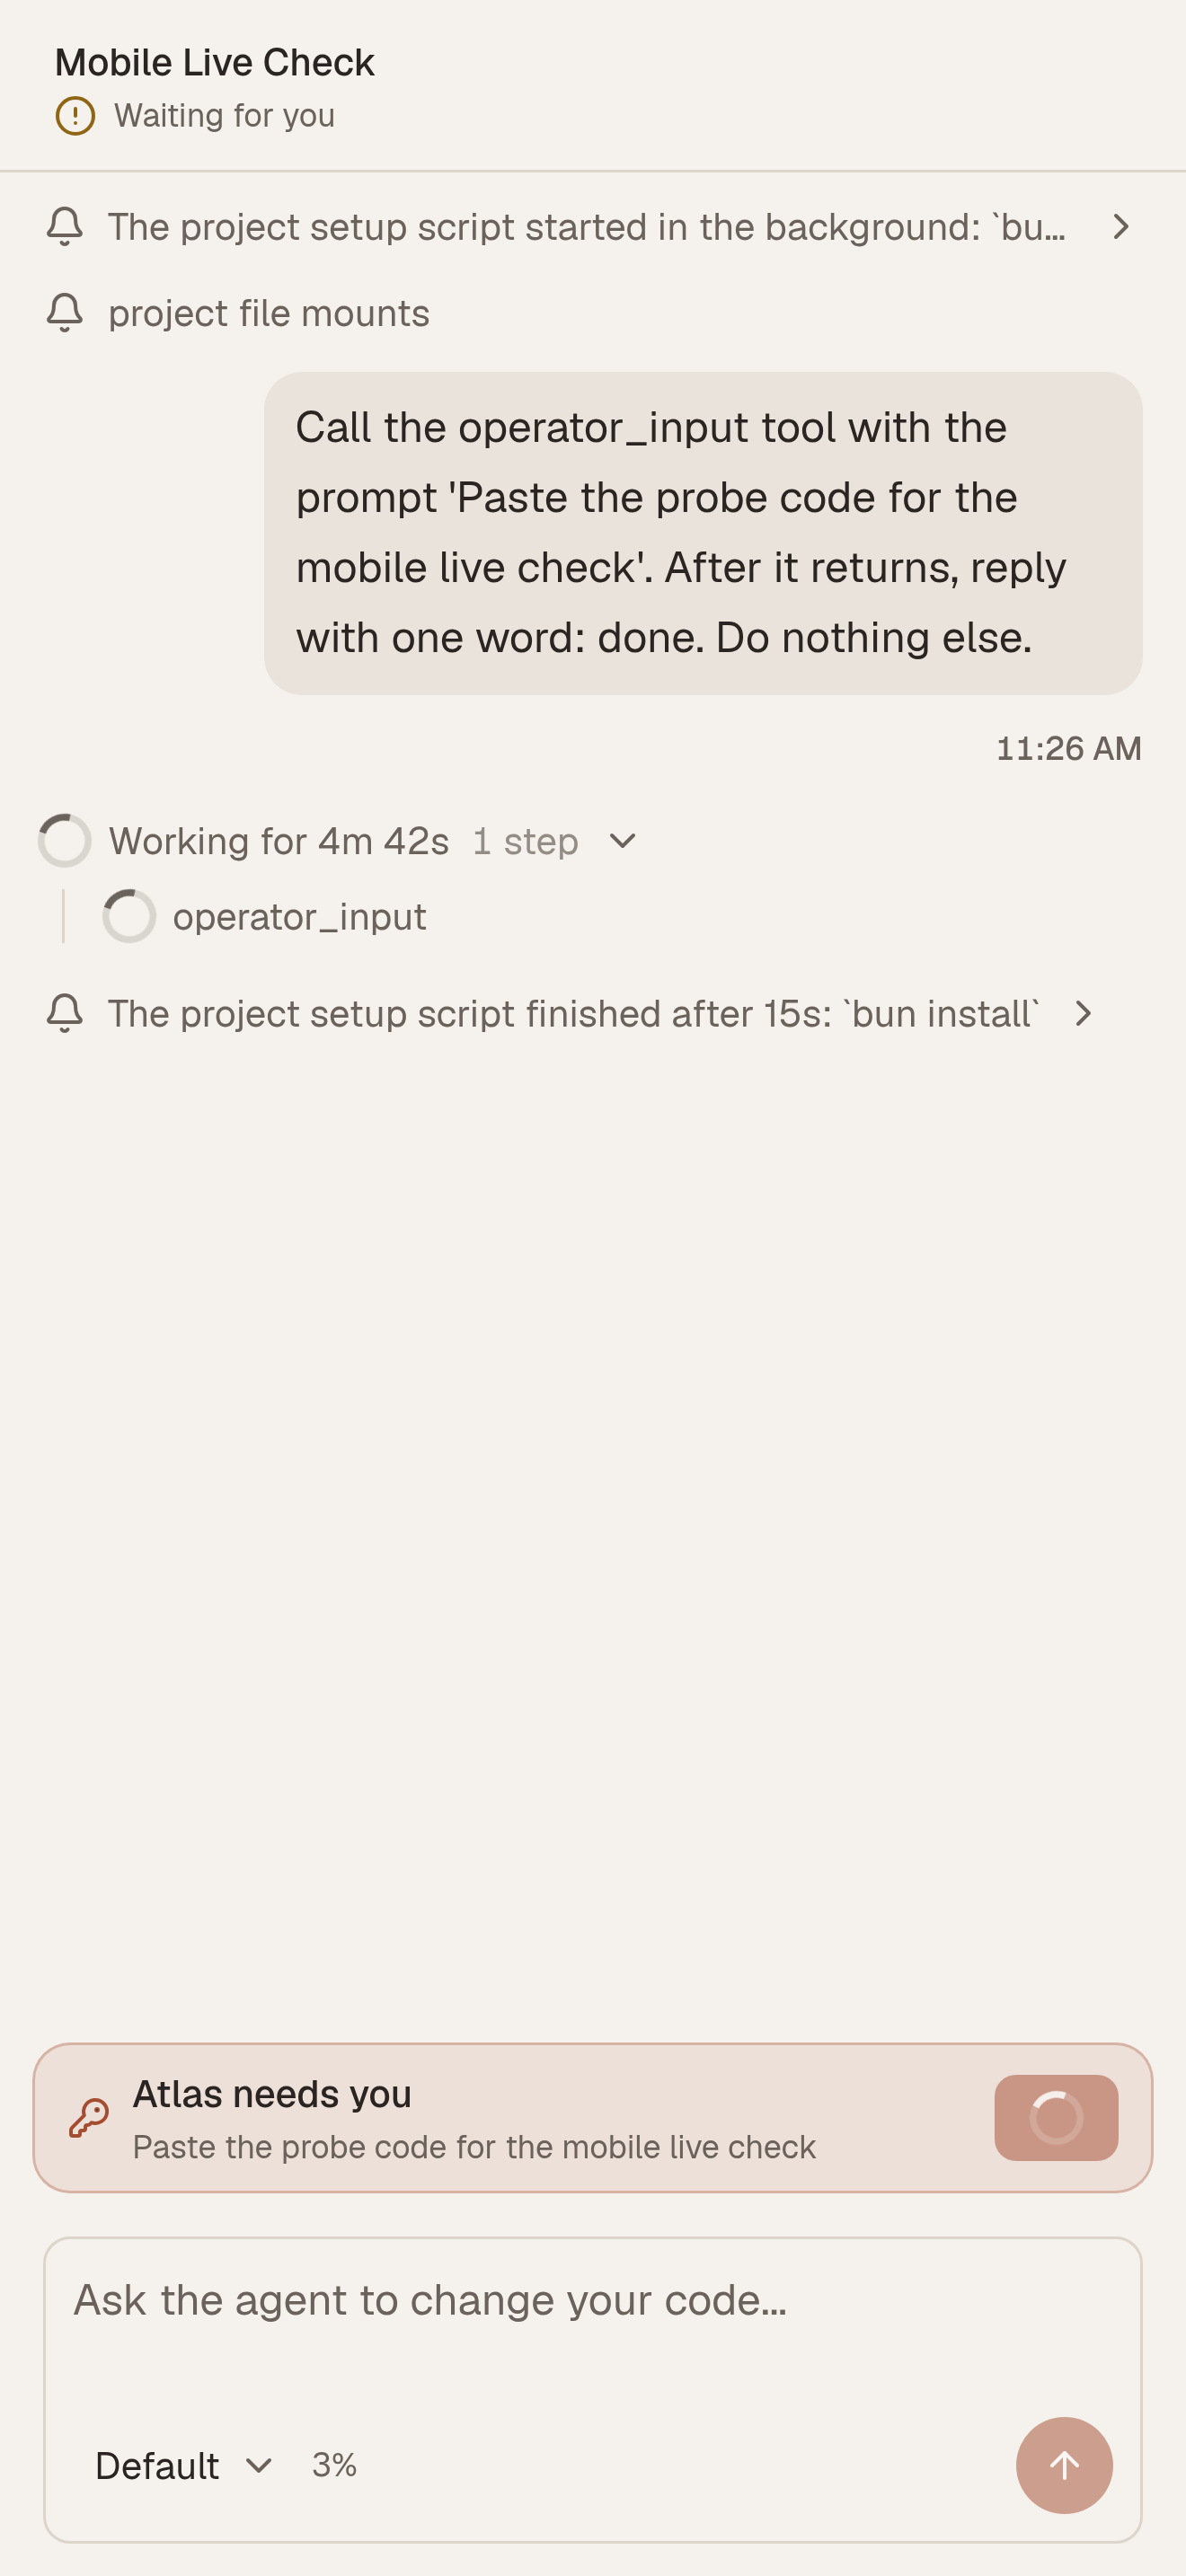 Mobile Live Check
Waiting for you
The project setup script started in the background: `bu...
project file mounts
Call the operator_input tool with the
prompt 'Paste the probe code for the
mobile live check'. After it returns, reply
with one word: done. Do nothing else.
11:26 AM
Working for 4m 42s 1 step
operator_input
The project setup script finished after 15s: `bun install`
Atlas needs you
Paste the probe code for the mobile live check
Ask the agent to change your code...
Default 3%